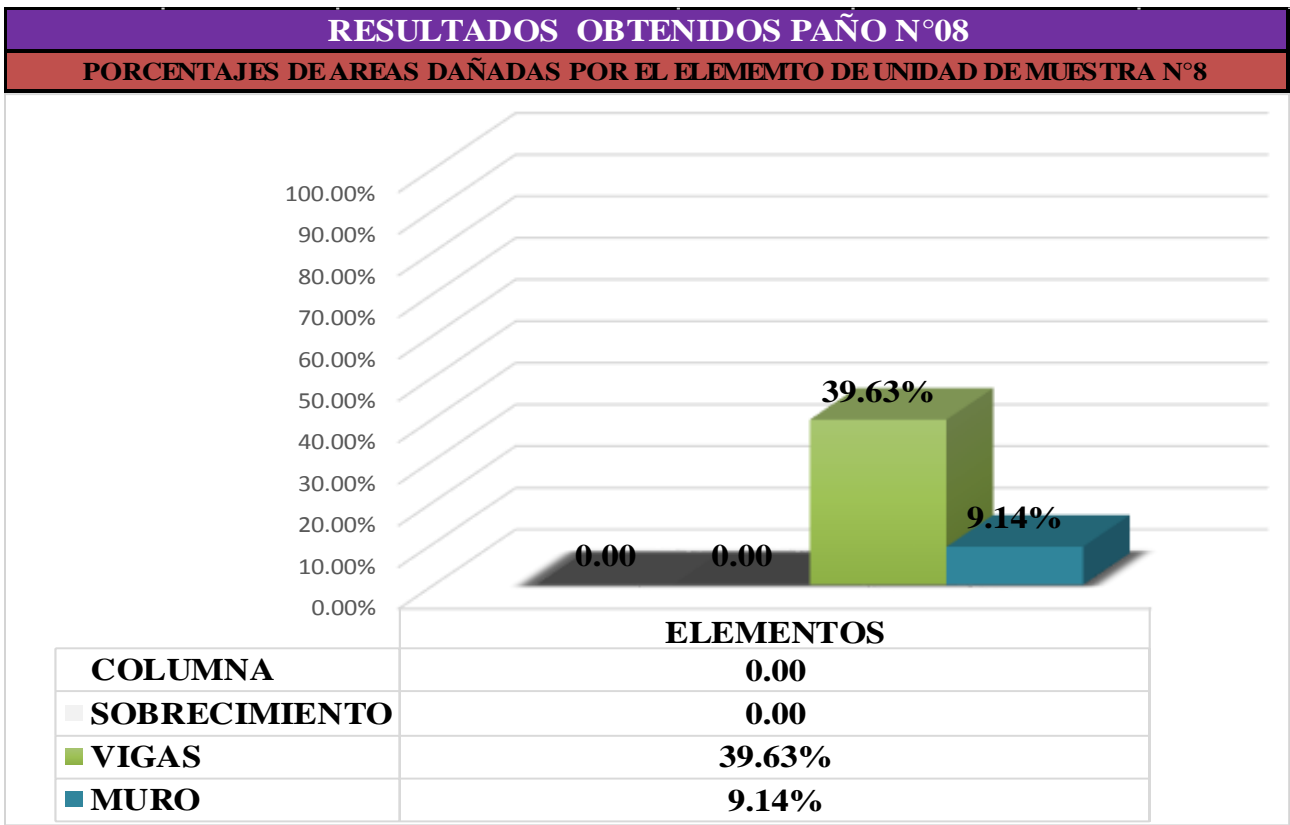 RESULTADOS OBTENIDOS PAÑO N°08
PORCENTAJES DE AREAS DAÑADAS POR EL ELEMEMTO DE UNIDAD DE MUESTRA N°8
100.00%
90.00%
80.00%
70.00%
60.00%
50.00%
40.00%
30.00%
20.00%
10.00%
0.00%
39.63%
9.14%
0.00 0.00
ELEMENTOS
COLUMNA 0.00
SOBRECIMIENTO 0.00
VIGAS 39.63%
MURO 9.14%